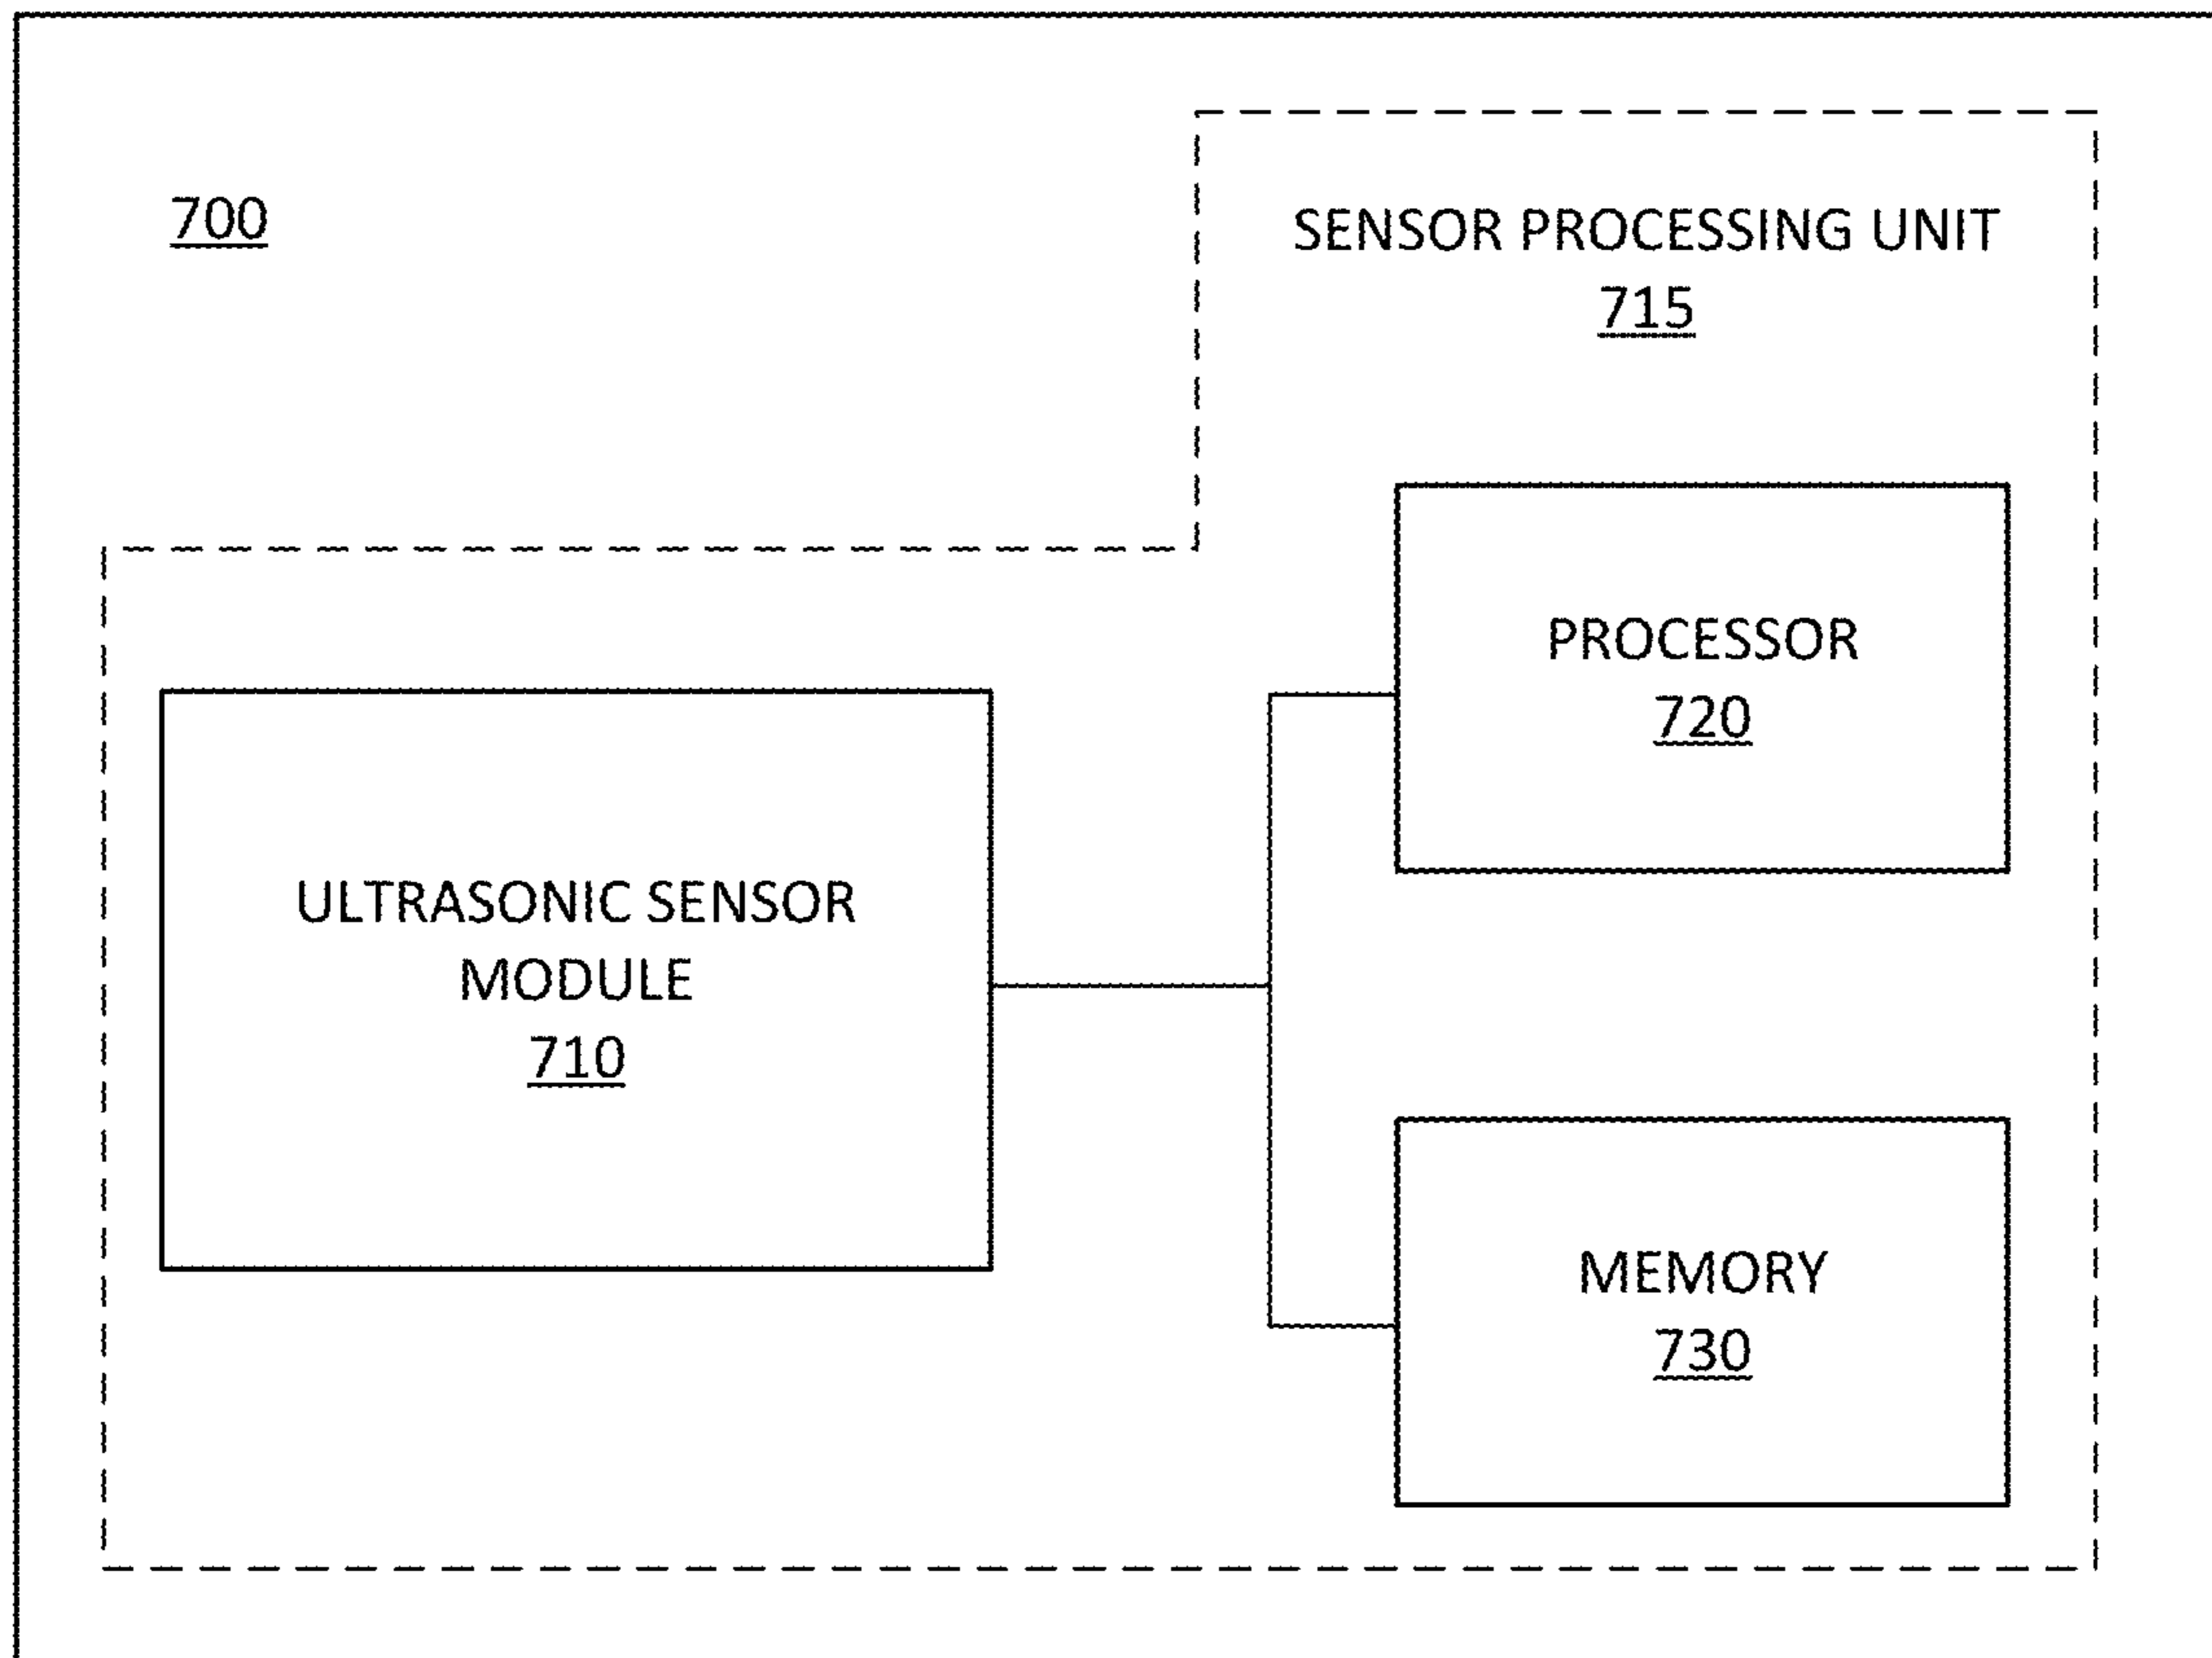 700
SENSOR PROCESSING UNIT
715
PROCESSOR
720
ULTRASONIC SENSOR
MODULE
710
MEMORY
730